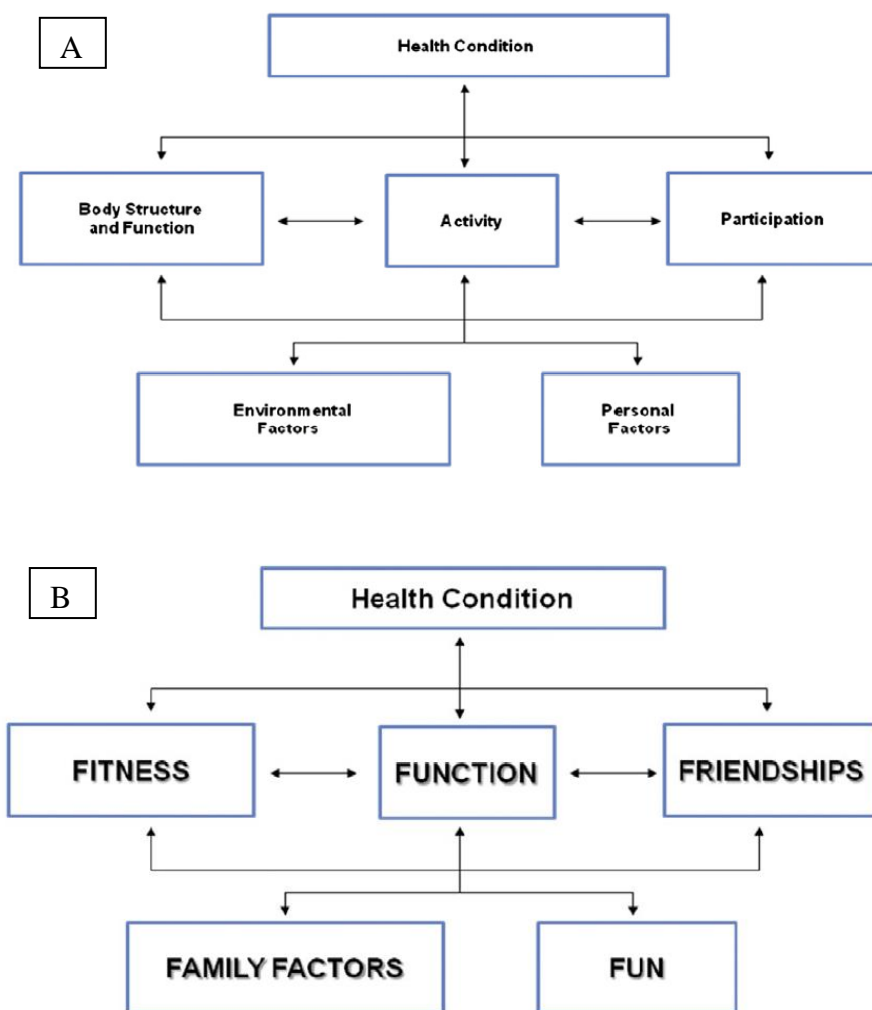 A
Health Condition
Body Structure
and Function
Activity
Participation
Environmental
Factors
Personal
Factors
B
Health Condition
FITNESS
FUNCTION
FRIENDSHIPS
FAMILY FACTORS
FUN